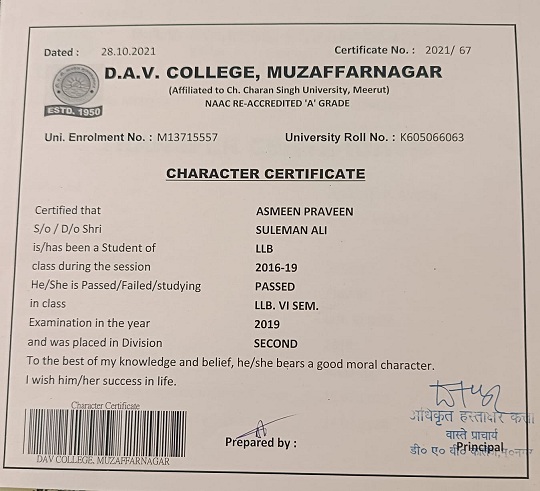 Dated : 28.10.2021 Certificate No. : 2021/ 67
D.A.V. COLLEGE, MUZAFFARNAGAR
(Affiliated to Ch. Charan Singh University, Meerut)
NAAC RE-ACCREDITED 'A' GRADE
ESTD. 1950
Uni. Enrolment No. : M13715557 University Roll No. : K605066063
CHARACTER CERTIFICATE
Certified that ASMEEN PRAVEEN
S/o / D/o Shri SULEMAN ALI
is/has been a Student of LLB
class during the session 2016-19
He/She is Passed/Failed/studying PASSED
in class LLB. VI SEM.
Examination in the year 2019
and was placed in Division SECOND
To the best of my knowledge and belief, he/she bears a good moral character.
I wish him/her success in life.
Character Certificate
DAV COLLEGE, MUZAFFARNAGAR
Prepared by :
हस्ताक्षर
वास्ते प्राचार्य
Principal
डी० ए० वी०